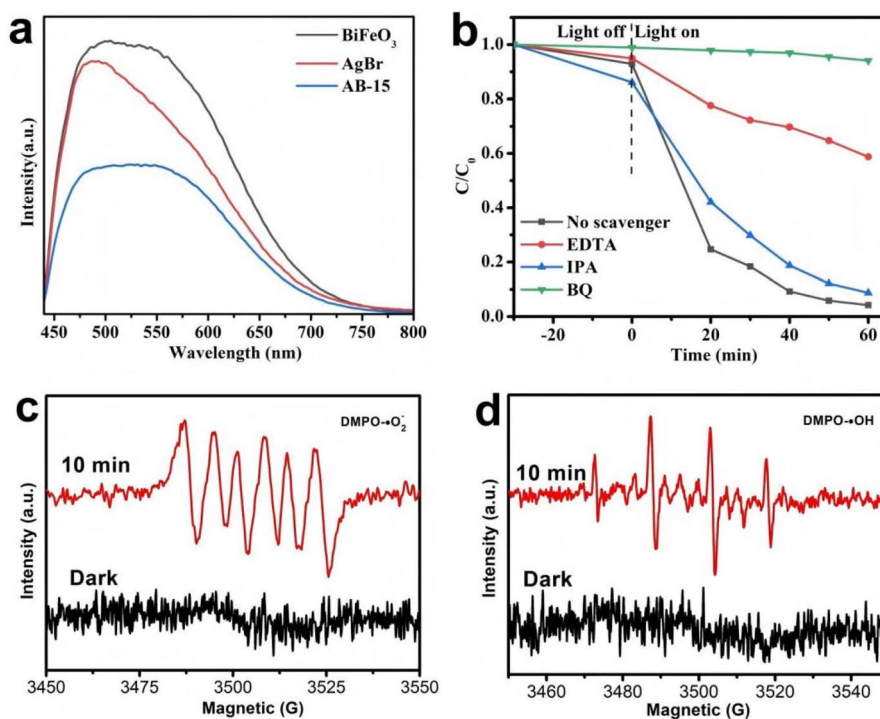 a
BiFeO3
AgBr
AB-15
Intensity(a.u.)
450 500 550 600 650 700 750 800
Wavelength (nm)
b
Light off Light on
1.0
0.8
0.6
0.4
0.2
0.0
C/C0
No scavenger
EDTA
IPA
BQ
-20 0 20 40 60
Time (min)
c
DMPO-•O2-
10 min
Dark
Intensity (a.u.)
3450 3475 3500 3525 3550
Magnetic (G)
d
DMPO-•OH
10 min
Dark
Intensity (a.u.)
3460 3480 3500 3520 3540
Magnetic (G)